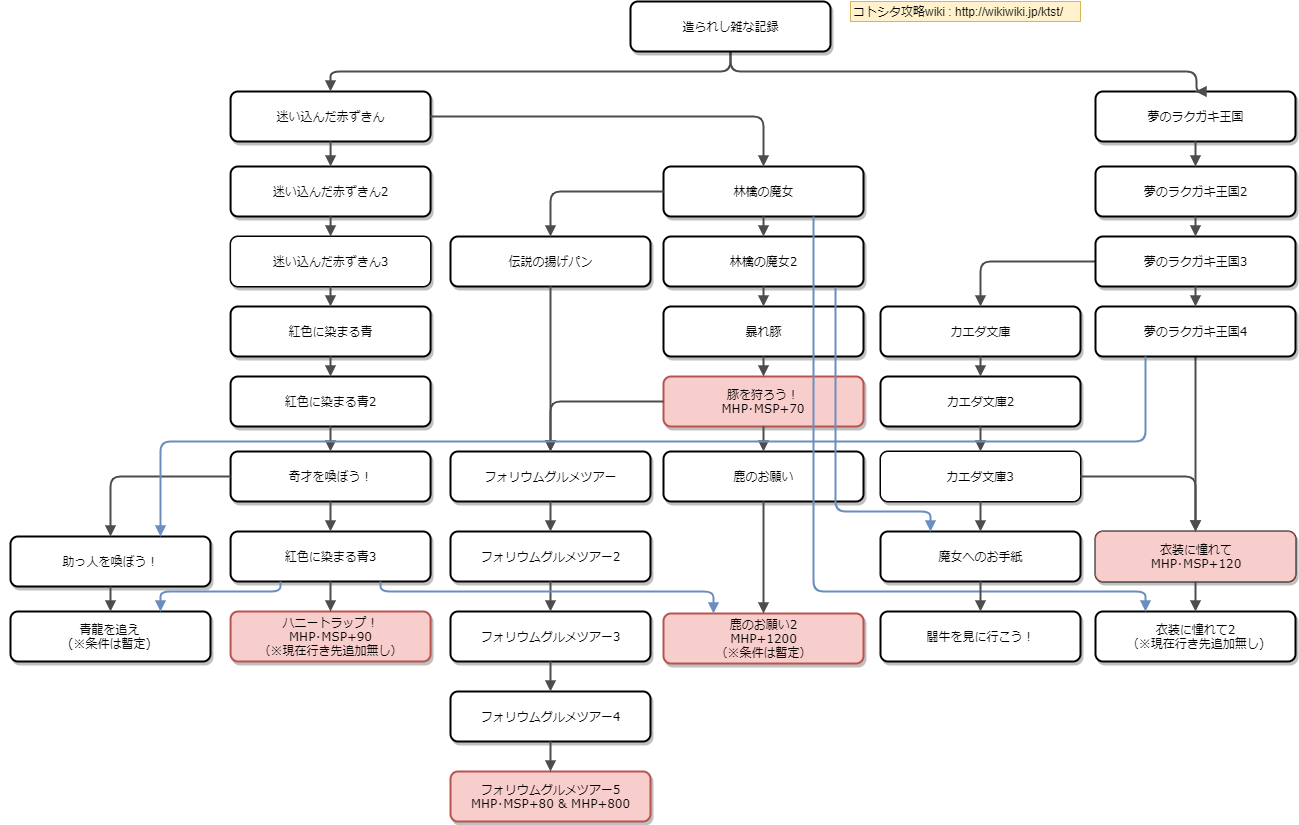 造られし雑な記録
コトシタ攻略wiki : http://wikiwiki.jp/ktst/
迷い込んだ赤ずきん
夢のラクガキ王国
迷い込んだ赤ずきん2
林檎の魔女
夢のラクガキ王国2
迷い込んだ赤ずきん3
伝説の揚げパン
林檎の魔女2
夢のラクガキ王国3
紅色に染まる青
暴れ豚
カエダ文庫
夢のラクガキ王国4
紅色に染まる青2
豚を狩ろう！
MHP･MSP+70
カエダ文庫2
奇才を喚ぼう！
フォリウムグルメツアー
鹿のお願い
カエダ文庫3
助っ人を喚ぼう！
紅色に染まる青3
フォリウムグルメツアー2
魔女へのお手紙
衣装に憧れて
MHP･MSP+120
青龍を追え
（※条件は暫定)
ハニートラップ！
MHP･MSP+90
（※現在行き先追加無し）
フォリウムグルメツアー3
鹿のお願い2
MHP+1200
（※条件は暫定）
闘牛を見に行こう！
衣装に憧れて2
（※現在行き先追加無し)
フォリウムグルメツアー4
フォリウムグルメツアー5
MHP･MSP+80 & MHP+800